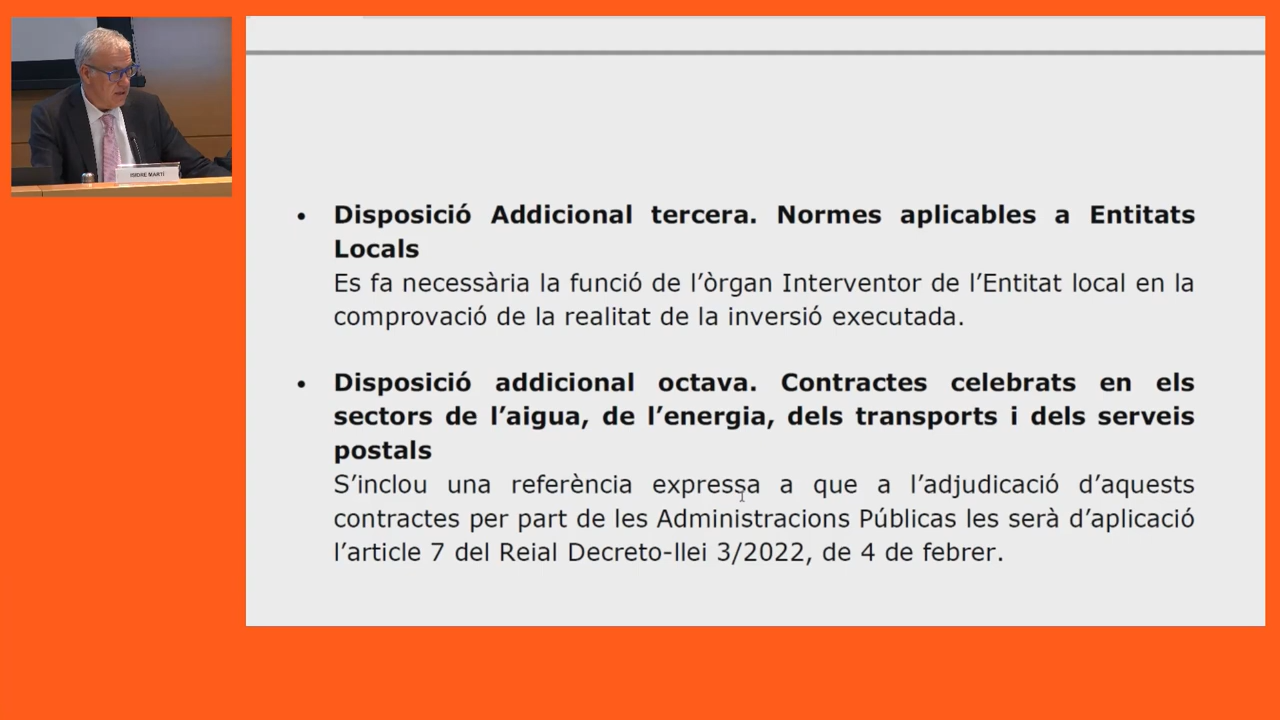 ISIDRE MARTÍ
• Disposició Addicional tercera. Normes aplicables a Entitats
Locals
Es fa necessària la funció de l’òrgan Interventor de l’Entitat local en la
comprovació de la realitat de la inversió executada.
• Disposició addicional octava. Contractes celebrats en els
sectors de l’aigua, de l’energia, dels transports i dels serveis
postals
S’inclou una referència expressa a que a l’adjudicació d’aquests
contractes per part de les Administracions Públicas les serà d’aplicació
l’article 7 del Reial Decreto-llei 3/2022, de 4 de febrer.